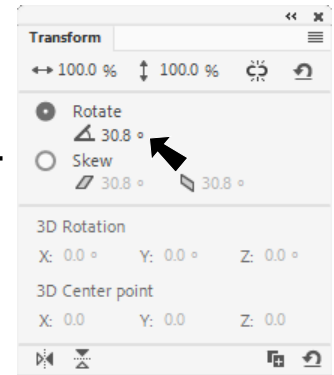 Transform
100.0 % 100.0 %
Rotate
30.8 °
Skew
30.8 ° 30.8 °
3D Rotation
X: 0.0 ° Y: 0.0 ° Z: 0.0 °
3D Center point
X: 0.0 Y: 0.0 Z: 0.0